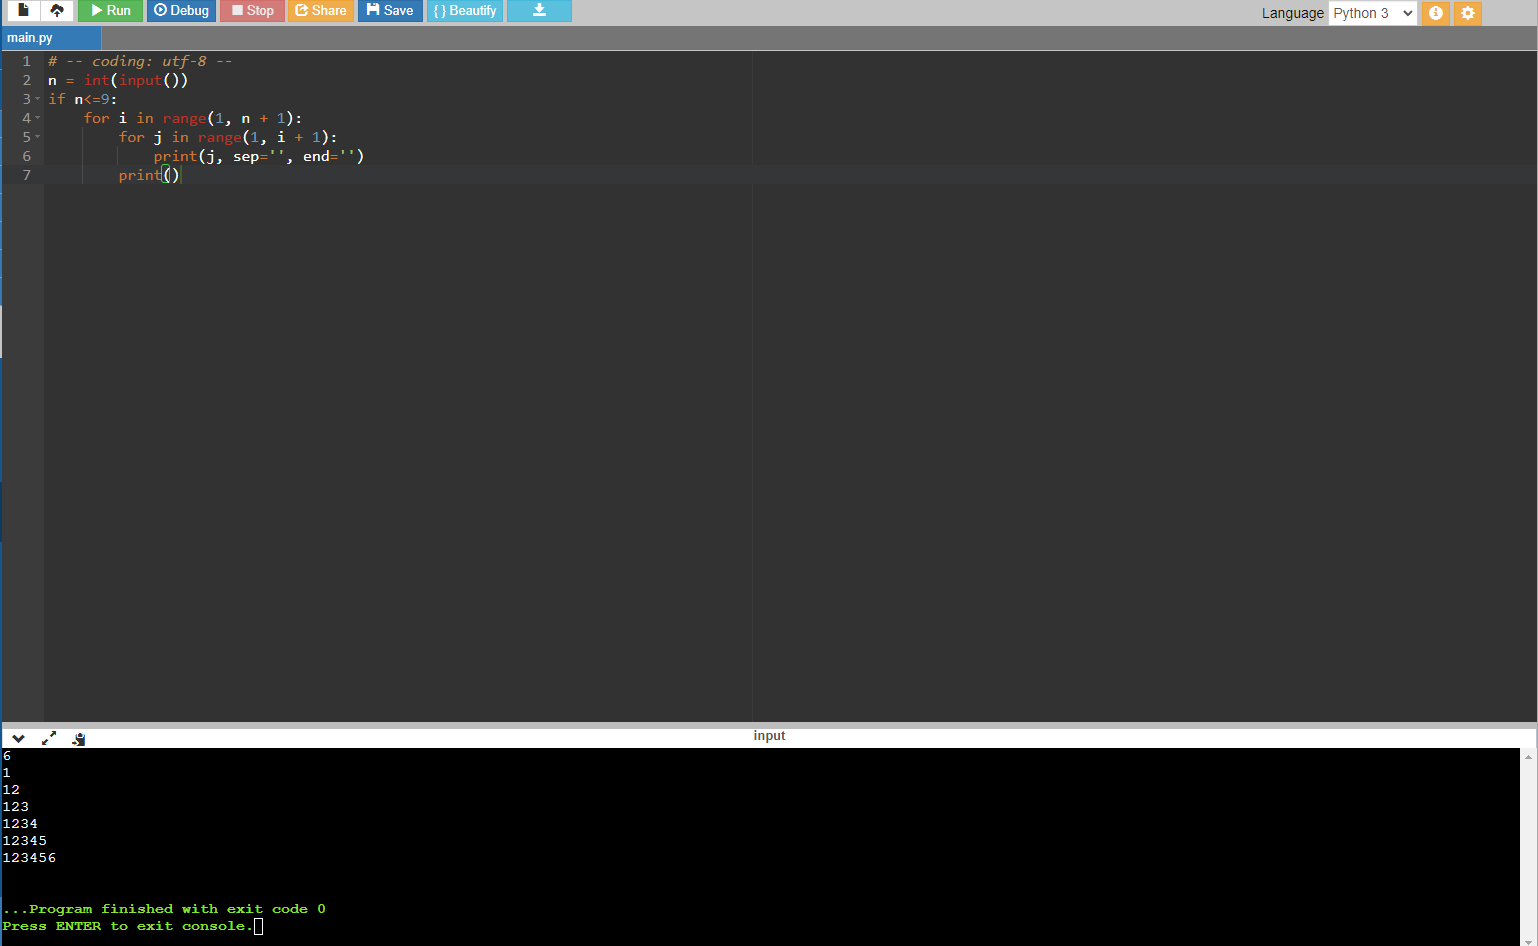 Run Debug Stop Share Save { } Beautify Language Python 3
main.py
1 # -- coding: utf-8 --
2 n = int(input())
3 if n<=9:
4     for i in range(1, n + 1):
5         for j in range(1, i + 1):
6             print(j, sep='', end='')
7         print()
input
6
1
12
123
1234
12345
123456
...Program finished with exit code 0
Press ENTER to exit console.